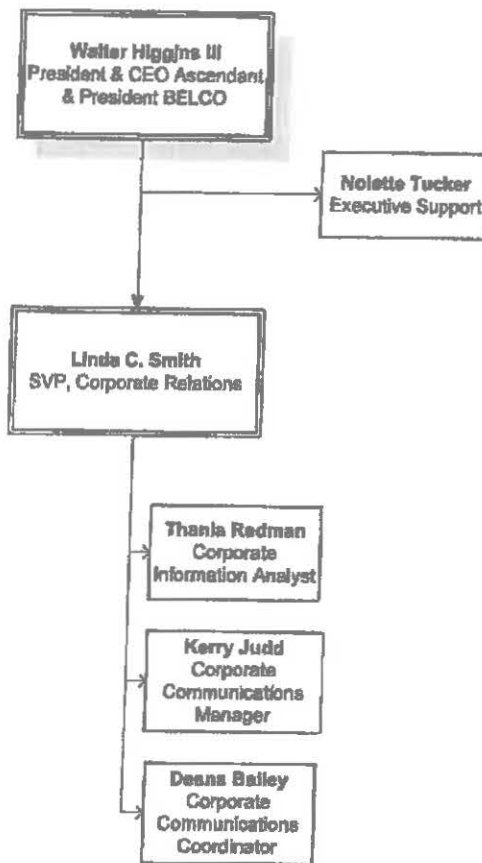 Walter Higgins III
President & CEO Ascendant
& President BELCO
Nolette Tucker
Executive Support
Linda C. Smith
SVP, Corporate Relations
Thania Redman
Corporate
Information Analyst
Kerry Judd
Corporate
Communications
Manager
Deana Bailey
Corporate
Communications
Coordinator